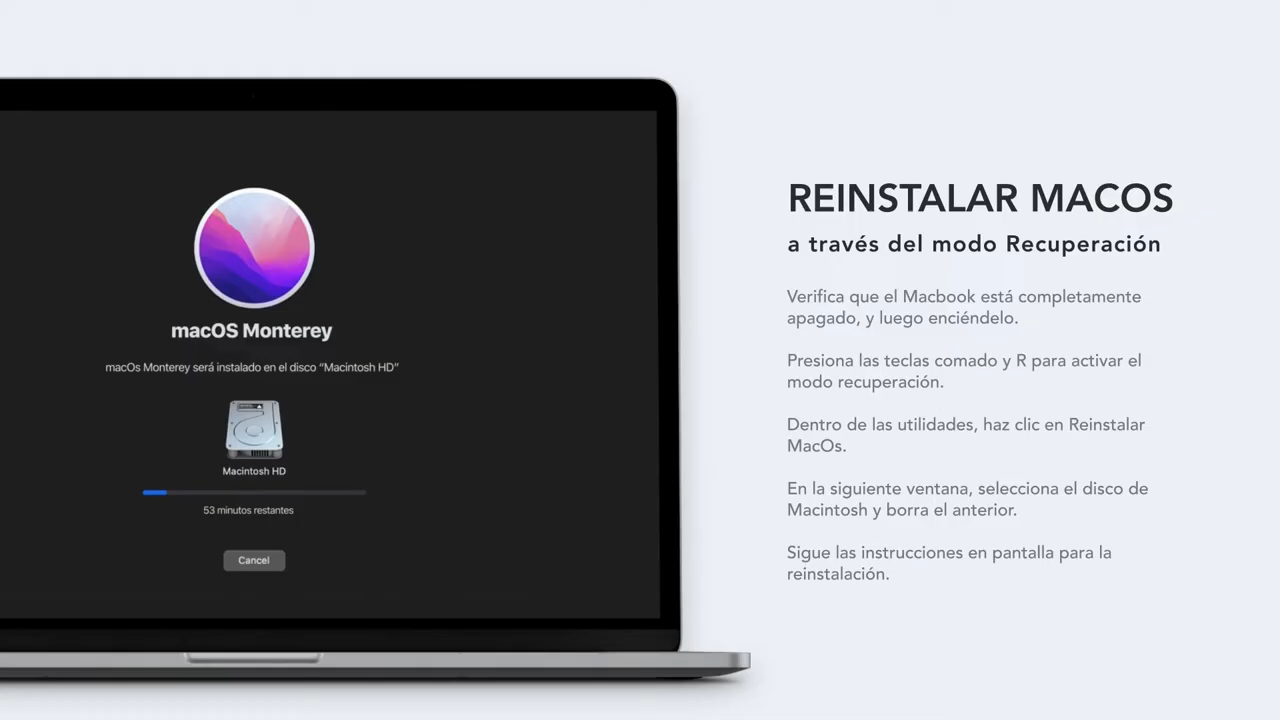 macOS Monterey
macOs Monterey será instalado en el disco “Macintosh HD”
Macintosh HD
53 minutos restantes
Cancel
REINSTALAR MACOS
a través del modo Recuperación
Verifica que el Macbook está completamente
apagado, y luego enciéndelo.
Presiona las teclas comado y R para activar el
modo recuperación.
Dentro de las utilidades, haz clic en Reinstalar
MacOs.
En la siguiente ventana, selecciona el disco de
Macintosh y borra el anterior.
Sigue las instrucciones en pantalla para la
reinstalación.